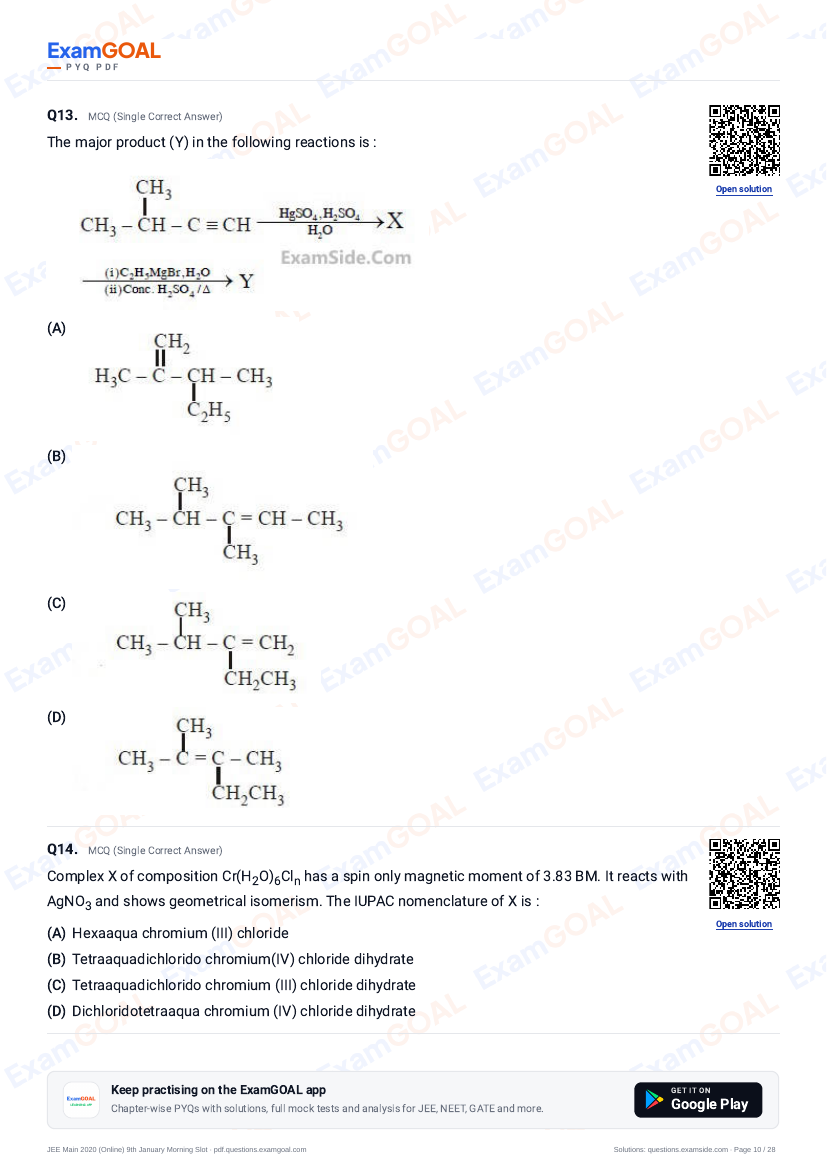 ExamGOAL
PYQ PDF
Q13. MCQ (Single Correct Answer)
Open solution
The major product (Y) in the following reactions is :
CH3
CH3 – CH – C ≡ CH HgSO4, H2SO4 / H2O X
ExamSide.Com
(i)C2H5MgBr, H2O
(ii)Conc. H2SO4/Δ Y
(A)
CH2
H3C – C – CH – CH3
C2H5
(B)
CH3
CH3 – CH – C = CH – CH3
CH3
(C)
CH3
CH3 – CH – C = CH2
CH2CH3
(D)
CH3
CH3 – C = C – CH3
CH2CH3
Q14. MCQ (Single Correct Answer)
Open solution
Complex X of composition Cr(H2O)6Cln has a spin only magnetic moment of 3.83 BM. It reacts with
AgNO3 and shows geometrical isomerism. The IUPAC nomenclature of X is :
(A) Hexaaqua chromium (III) chloride
(B) Tetraaquadichlorido chromium(IV) chloride dihydrate
(C) Tetraaquadichlorido chromium (III) chloride dihydrate
(D) Dichloridotetraaqua chromium (IV) chloride dihydrate
ExamGOAL
Keep practising on the ExamGOAL app
Chapter-wise PYQs with solutions, full mock tests and analysis for JEE, NEET, GATE and more.
GET IT ON
Google Play
JEE Main 2020 (Online) 9th January Morning Slot · pdf.questions.examgoal.com
Solutions: questions.examside.com · Page 10 / 28